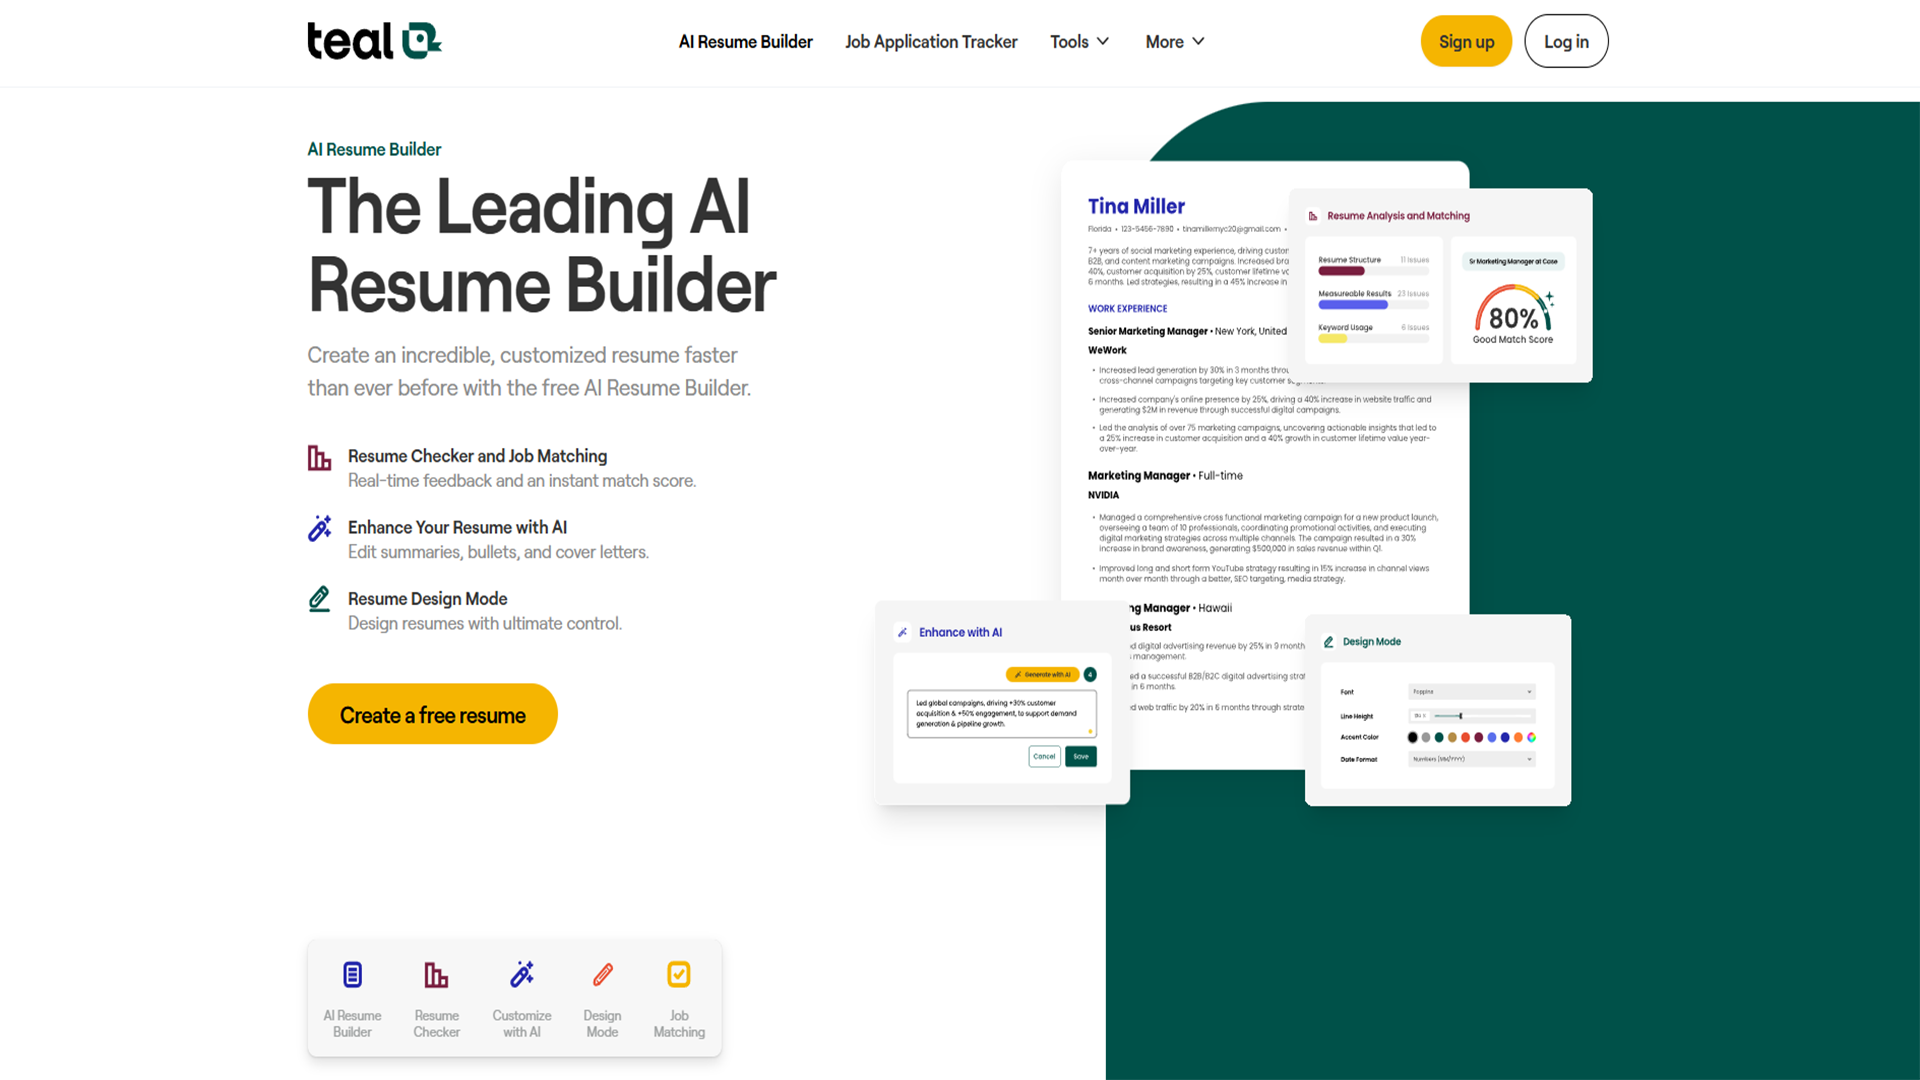 teal
AI Resume Builder
Job Application Tracker
Tools
More
Sign up
Log in
AI Resume Builder
The Leading AI
Resume Builder
Create an incredible, customized resume faster
than ever before with the free AI Resume Builder.
Resume Checker and Job Matching
Real-time feedback and an instant match score.
Enhance Your Resume with AI
Edit summaries, bullets, and cover letters.
Resume Design Mode
Design resumes with ultimate control.
Create a free resume
AI Resume
Builder
Resume
Checker
Customize
with AI
Design
Mode
Job
Matching
Tina Miller
Florida • 123-5456-7890 • tinamillernyc20@gmail.com •
7+ years of social marketing experience, driving custor
B2B, and content marketing campaigns. Increased bra
40%, customer acquisition by 25%, customer lifetime vc
6 months. Led strategies, resulting in a 45% increase in
WORK EXPERIENCE
Senior Marketing Manager • New York, United
WeWork
• Increased lead generation by 30% in 3 months throu
cross-channel campaigns targeting key customer
• Increased company's online presence by 25%, driving a 40% increase in website traffic and
generating $2M in revenue through successful digital campaigns.
• Led the analysis of over 75 marketing campaigns, uncovering actionable insights that led to
a 25% increase in customer acquisition and a 40% growth in customer lifetime value year-
over-year.
Marketing Manager • Full-time
NVIDIA
• Managed a comprehensive cross functional marketing campaign for a new product launch,
overseeing a team of 10 professionals, coordinating promotional activities, and executing
digital marketing strategies across multiple channels. The campaign resulted in a 30%
increase in brand awareness, generating $500,000 in sales revenue within Q1.
• Improved long and short form YouTube strategy resulting in 15% increase in channel views
month over month through a better, SEO targeting, media strategy.
ng Manager • Hawaii
us Resort
d digital advertising revenue by 25% in 9 month
management.
ed a successful B2B/B2C digital advertising strat
in 6 months.
d web traffic by 20% in 6 months through strate
Resume Analysis and Matching
Resume Structure 11 Issues
Measureable Results 23 Issues
Keyword Usage 6 Issues
Sr Marketing Manager at Case
80%
Good Match Score
Enhance with AI
Generate with AI
4
Led global campaigns, driving +30% customer
acquisition & +50% engagement, to support demand
generation & pipeline growth.
Cancel
Save
Design Mode
Font
Poppins
Line Height
Accent Color
Date Format
Numbers (MM/YYYY)